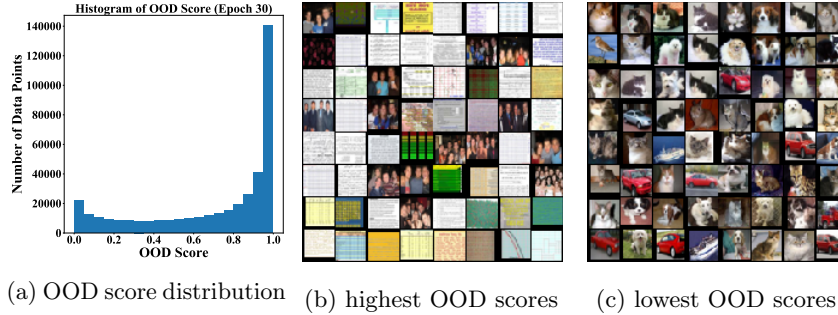 Histogram of OOD Score (Epoch 30)
140000
120000
100000
80000
60000
40000
20000
0
Number of Data Points
0.0 0.2 0.4 0.6 0.8 1.0
OOD Score
(a) OOD score distribution
(b) highest OOD scores
(c) lowest OOD scores